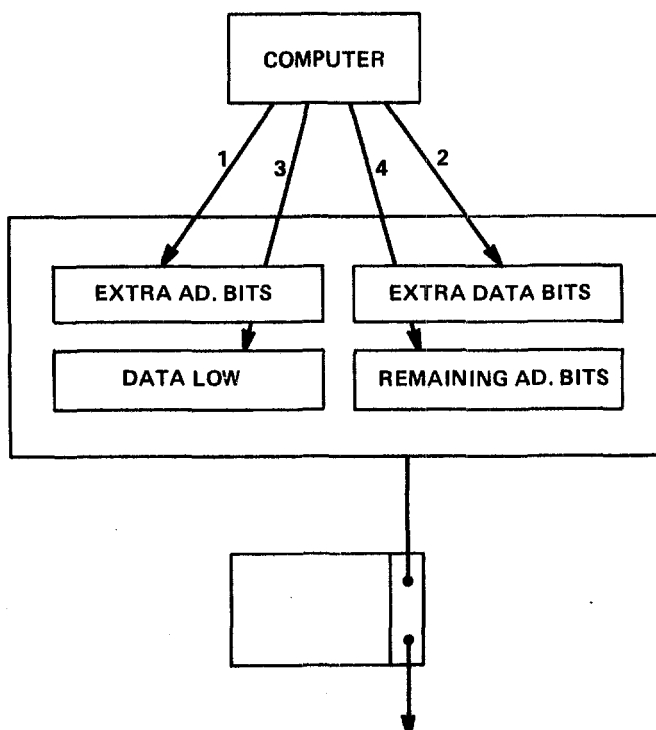 COMPUTER
1 3 4 2
EXTRA AD. BITS
EXTRA DATA BITS
DATA LOW
REMAINING AD. BITS